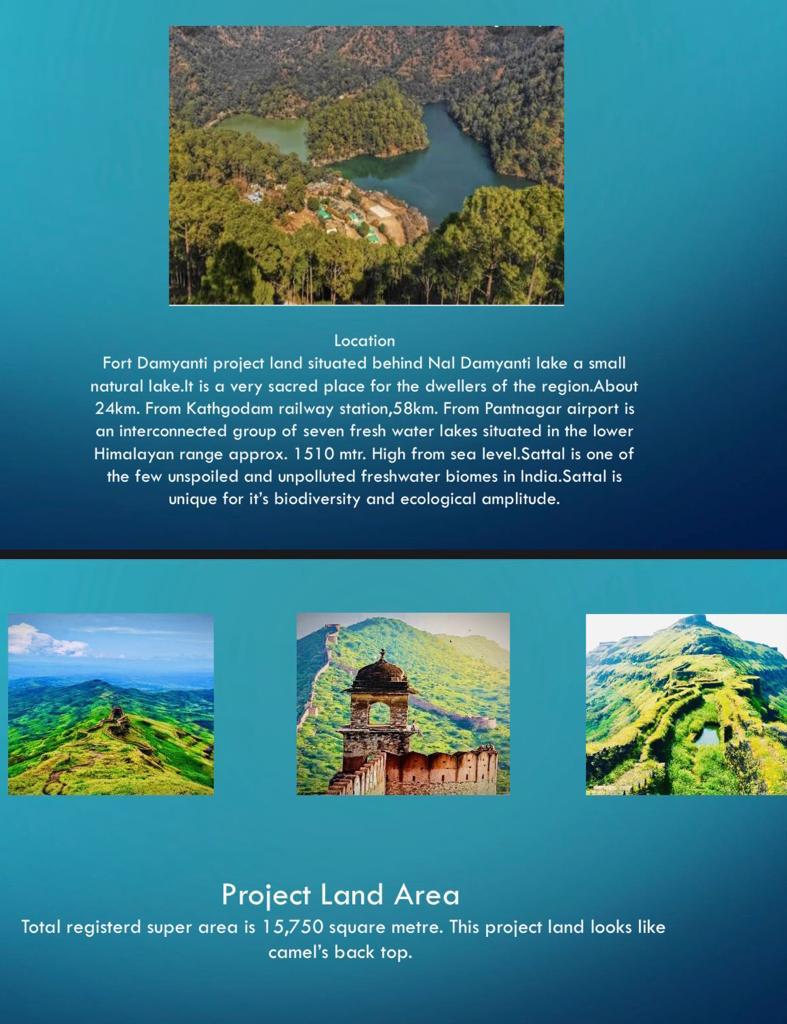 Location
Fort Damyanti project land situated behind Nal Damyanti lake a small
natural lake.It is a very sacred place for the dwellers of the region.About
24km. From Kathgodam railway station,58km. From Pantnagar airport is
an interconnected group of seven fresh water lakes situated in the lower
Himalayan range approx. 1510 mtr. High from sea level.Sattal is one of
the few unspoiled and unpolluted freshwater biomes in India.Sattal is
unique for it’s biodiversity and ecological amplitude.
Project Land Area
Total registerd super area is 15,750 square metre. This project land looks like
camel’s back top.